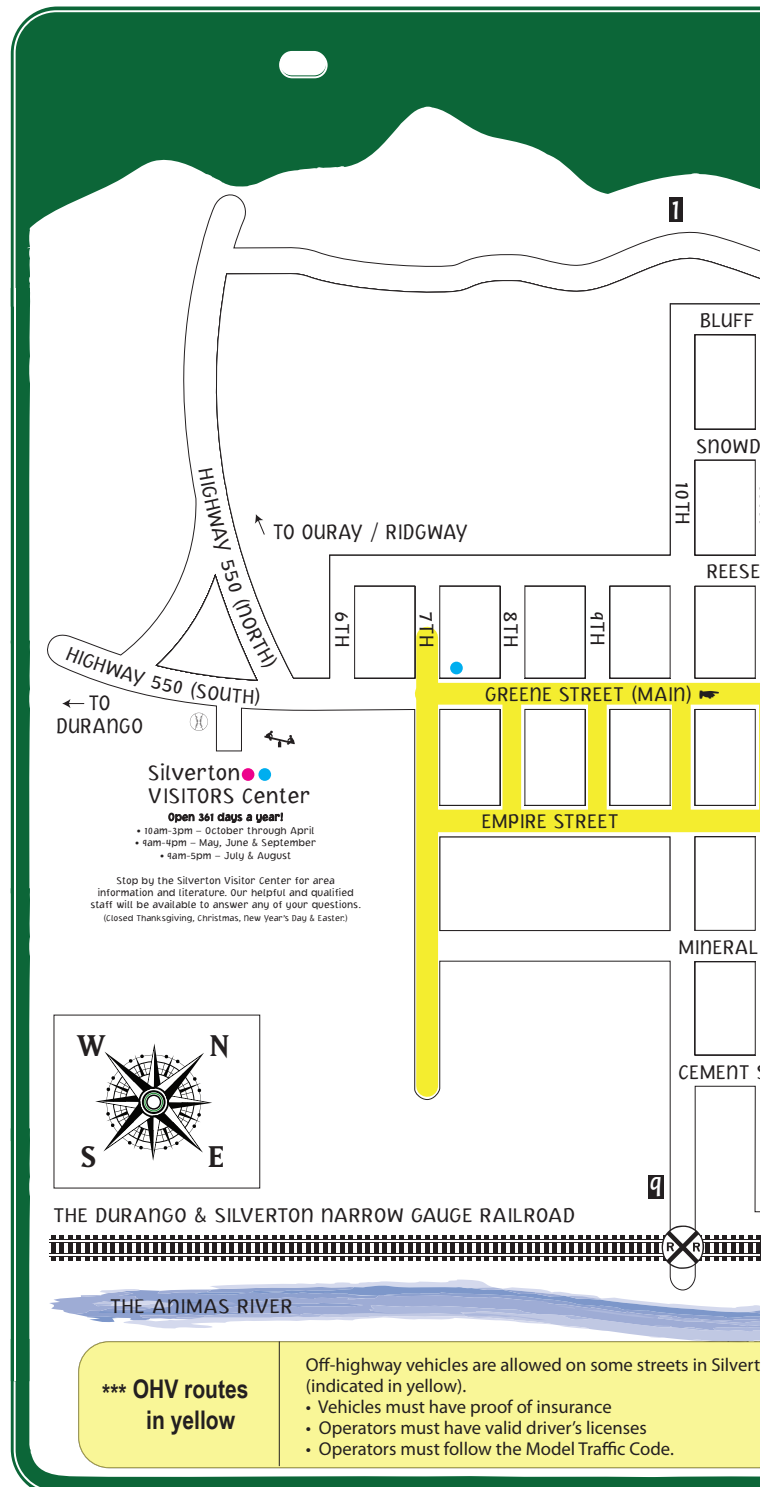 1
BLUFF
SNOWD
10TH
HIGHWAY 550 (NORTH)
TO OURAY / RIDGWAY
REESE
6TH
7TH
8TH
9TH
HIGHWAY 550 (SOUTH)
GREENE STREET (MAIN)
TO
DURANGO
Silverton
VISITORS Center
Open 361 days a year!
• 10am-3pm – October through April
• 9am-4pm – May, June & September
• 9am-5pm – July & August
Stop by the Silverton Visitor Center for area
information and literature. Our helpful and qualified
staff will be available to answer any of your questions.
(Closed Thanksgiving, Christmas, New Year's Day & Easter.)
EMPIRE STREET
MINERAL
CEMENT S
W
N
S
E
9
THE DURANGO & SILVERTON NARROW GAUGE RAILROAD
R R
THE ANIMAS RIVER
*** OHV routes
in yellow
Off-highway vehicles are allowed on some streets in Silvert
(indicated in yellow).
• Vehicles must have proof of insurance
• Operators must have valid driver's licenses
• Operators must follow the Model Traffic Code.